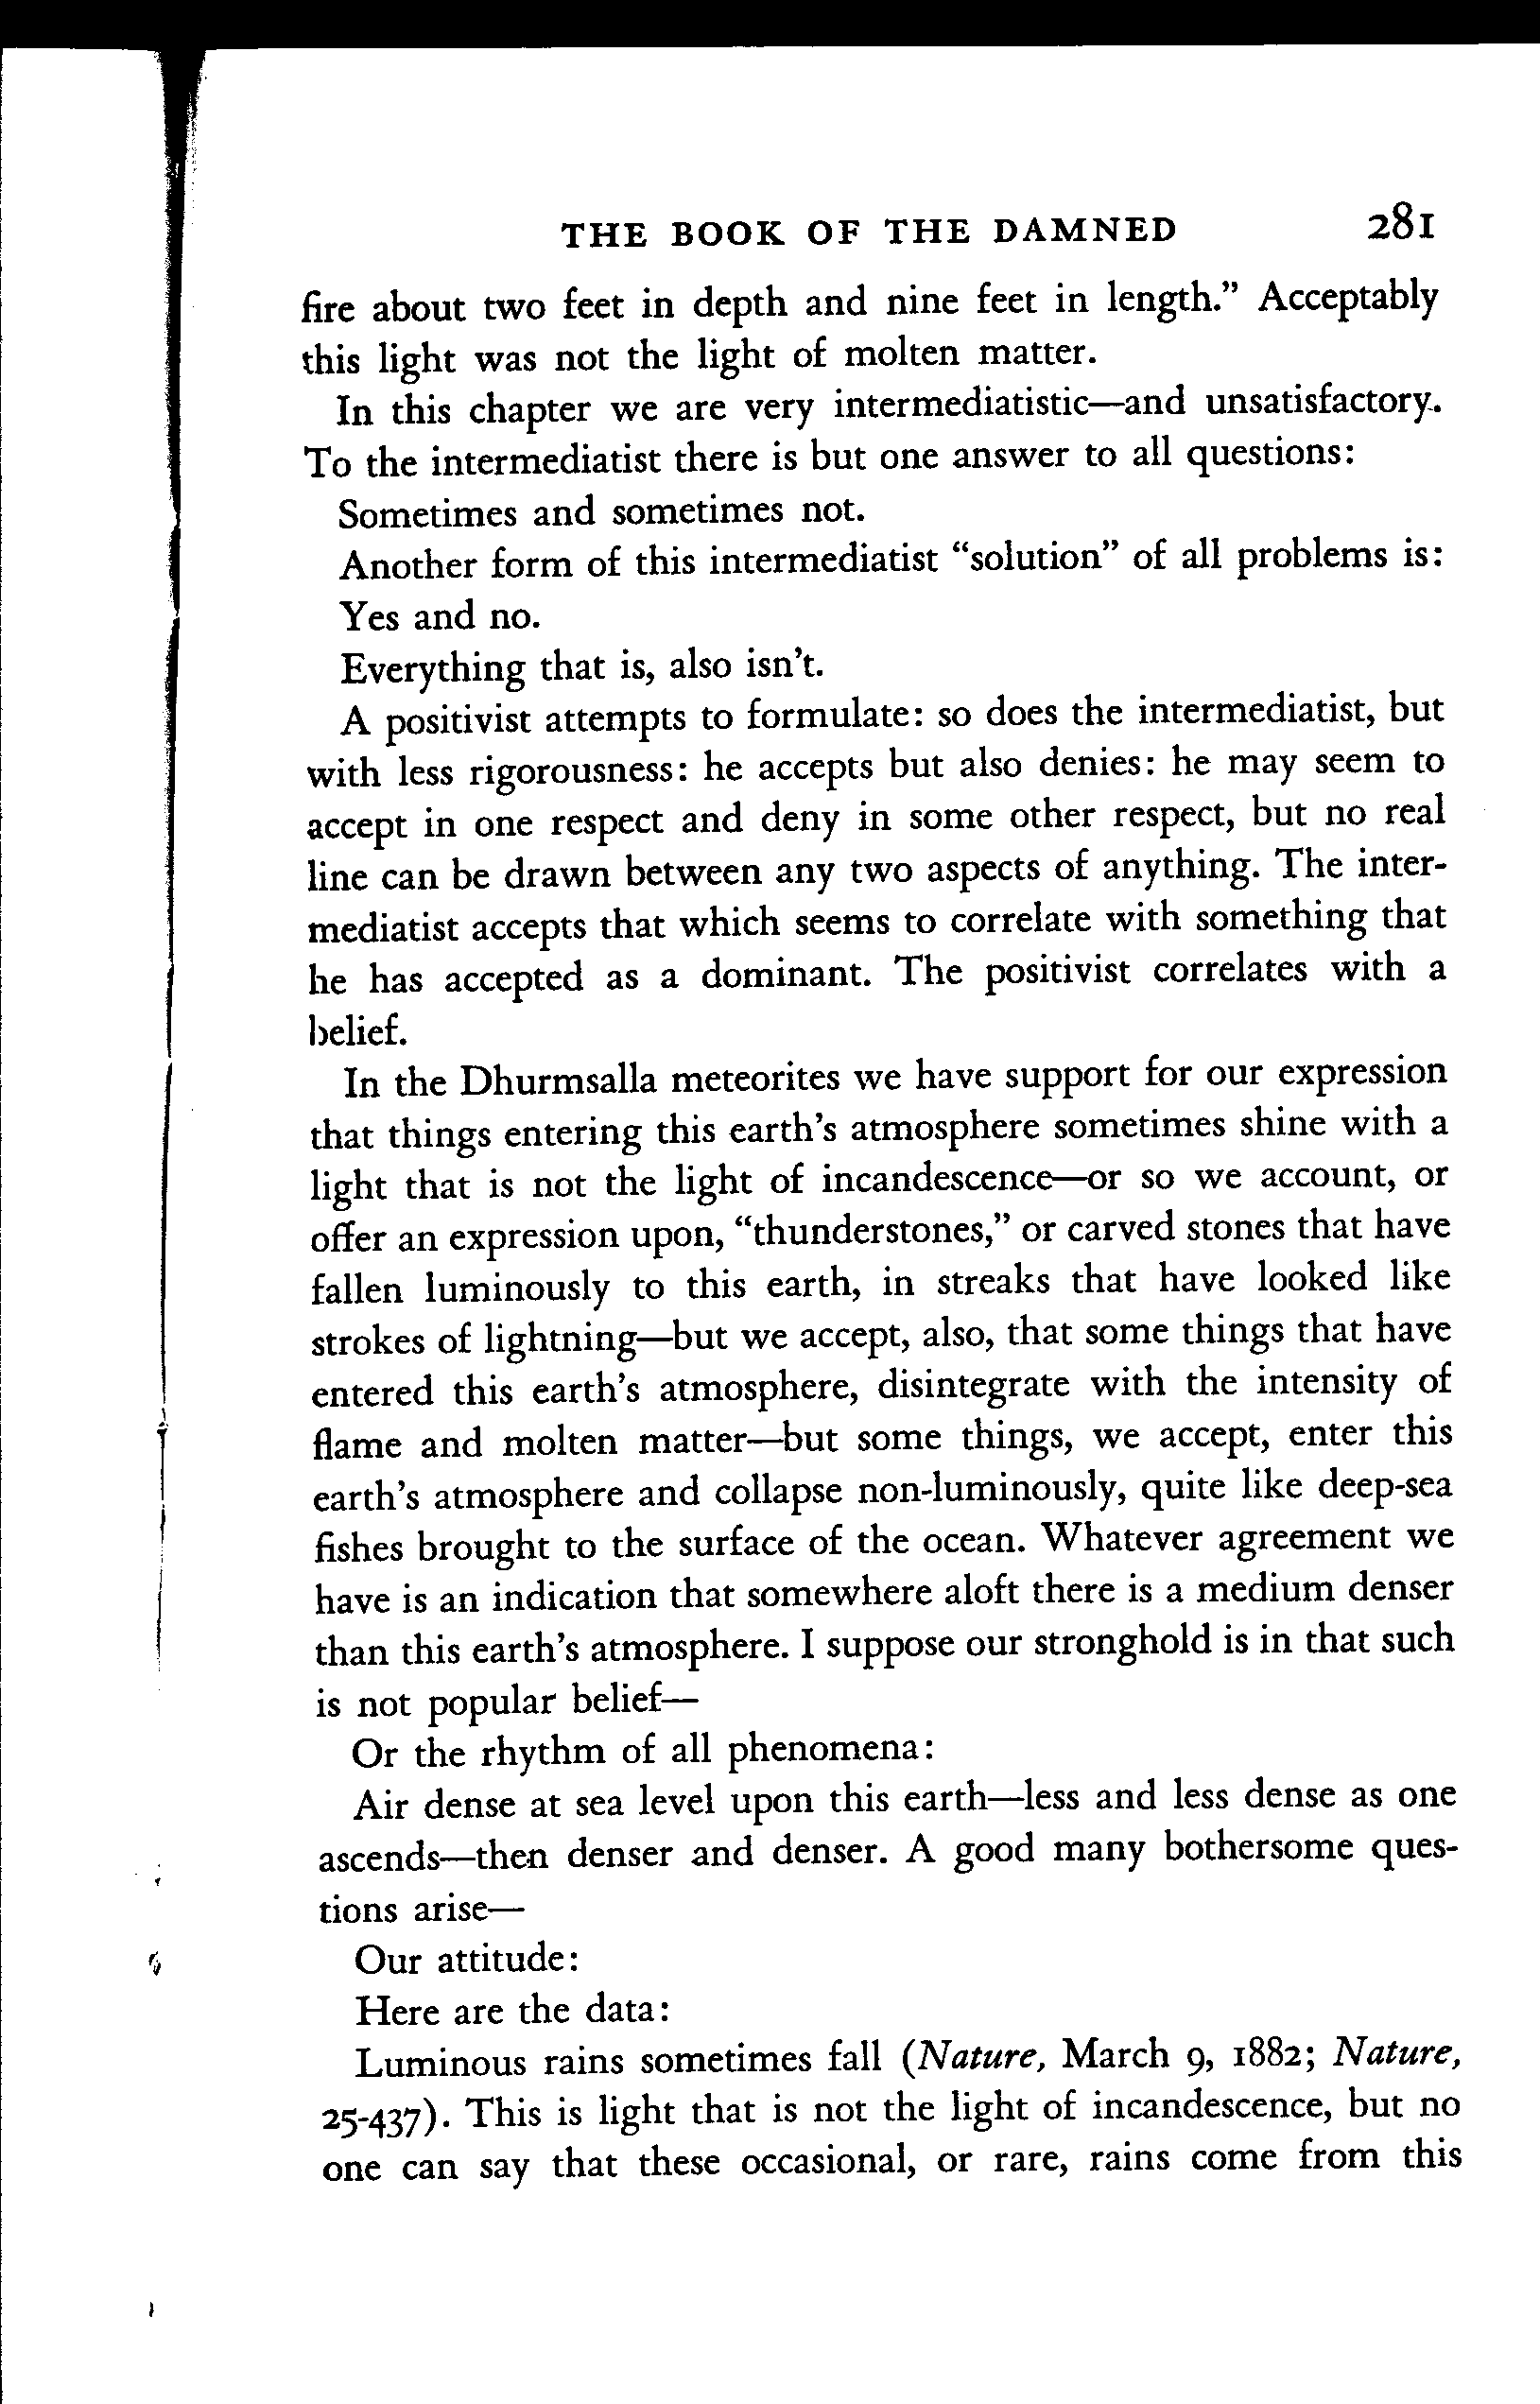 THE BOOK OF THE DAMNED 281
fire about two feet in depth and nine feet in length.” Acceptably
this light was not the light of molten matter.
In this chapter we are very intermediatistic—and unsatisfactory.
To the intermediatist there is but one answer to all questions:
Sometimes and sometimes not.
Another form of this intermediatist “solution” of all problems is:
Yes and no.
Everything that is, also isn’t.
A positivist attempts to formulate: so does the intermediatist, but
with less rigorousness: he accepts but also denies: he may seem to
accept in one respect and deny in some other respect, but no real
line can be drawn between any two aspects of anything. The inter-
mediatist accepts that which seems to correlate with something that
he has accepted as a dominant. The positivist correlates with a
belief.
In the Dhurmsalla meteorites we have support for our expression
that things entering this earth’s atmosphere sometimes shine with a
light that is not the light of incandescence—or so we account, or
offer an expression upon, “thunderstones,” or carved stones that have
fallen luminously to this earth, in streaks that have looked like
strokes of lightning—but we accept, also, that some things that have
entered this earth’s atmosphere, disintegrate with the intensity of
flame and molten matter—but some things, we accept, enter this
earth’s atmosphere and collapse non-luminously, quite like deep-sea
fishes brought to the surface of the ocean. Whatever agreement we
have is an indication that somewhere aloft there is a medium denser
than this earth’s atmosphere. I suppose our stronghold is in that such
is not popular belief—
Or the rhythm of all phenomena:
Air dense at sea level upon this earth—less and less dense as one
ascends—then denser and denser. A good many bothersome ques-
tions arise—
Our attitude:
Here are the data:
Luminous rains sometimes fall (Nature, March 9, 1882; Nature,
25-437). This is light that is not the light of incandescence, but no
one can say that these occasional, or rare, rains come from this